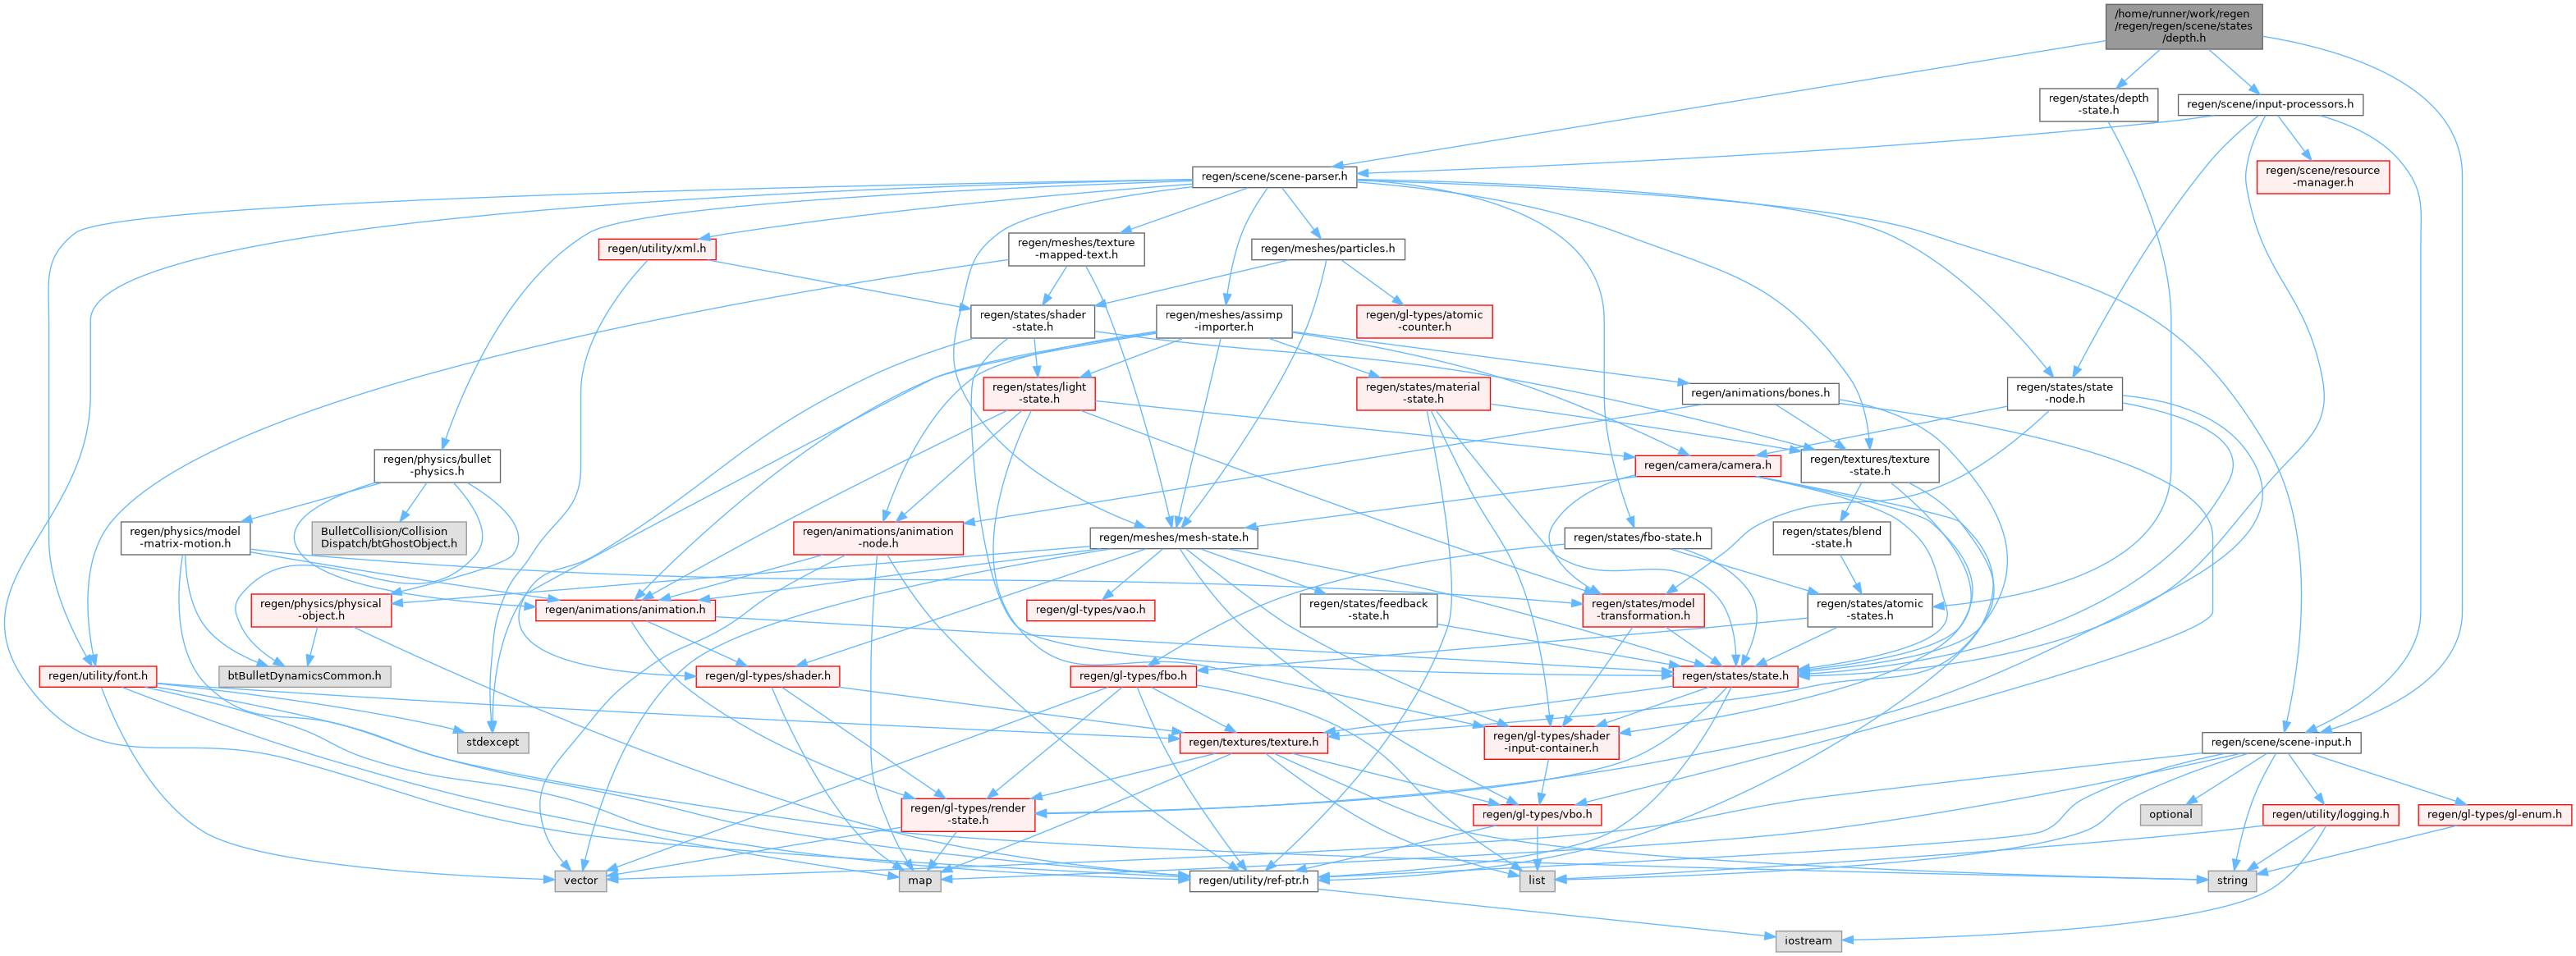 /home/runner/work/regen
/regen/regen/scene/states
/depth.h
regen/states/depth
-state.h
regen/scene/input-processors.h
regen/scene/scene-parser.h
regen/scene/resource
-manager.h
regen/utility/xml.h
regen/meshes/texture
-mapped-text.h
regen/meshes/particles.h
regen/states/shader
-state.h
regen/meshes/assimp
-importer.h
regen/gl-types/atomic
-counter.h
regen/states/light
-state.h
regen/states/material
-state.h
regen/animations/bones.h
regen/states/state
-node.h
regen/physics/bullet
-physics.h
regen/camera/camera.h
regen/textures/texture
-state.h
regen/physics/model
-matrix-motion.h
BulletCollision/Collision
Dispatch/btGhostObject.h
regen/animations/animation
-node.h
regen/meshes/mesh-state.h
regen/states/fbo-state.h
regen/states/blend
-state.h
regen/physics/physical
-object.h
regen/animations/animation.h
regen/gl-types/vao.h
regen/states/feedback
-state.h
regen/states/model
-transformation.h
regen/states/atomic
-states.h
regen/utility/font.h
btBulletDynamicsCommon.h
regen/gl-types/shader.h
regen/gl-types/fbo.h
regen/states/state.h
stdexcept
regen/textures/texture.h
regen/gl-types/shader
-input-container.h
regen/scene/scene-input.h
regen/gl-types/render
-state.h
regen/gl-types/vbo.h
optional
regen/utility/logging.h
regen/gl-types/gl-enum.h
vector
map
regen/utility/ref-ptr.h
list
string
iostream